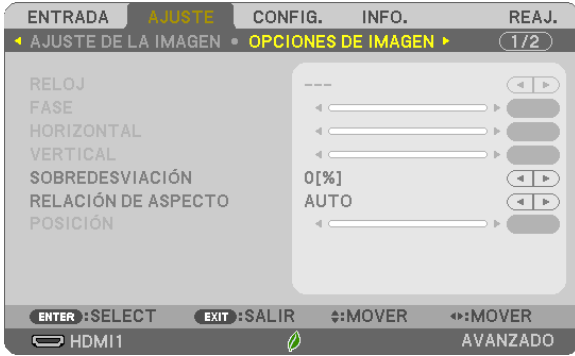 ENTRADA AJUSTE CONFIG. INFO. REAJ.
AJUSTE DE LA IMAGEN • OPCIONES DE IMAGEN 1/2
RELOJ ---
FASE
HORIZONTAL
VERTICAL
SOBREDESVIACIÓN 0[%]
RELACIÓN DE ASPECTO AUTO
POSICIÓN
ENTER :SELECT EXIT :SALIR :MOVER :MOVER
HDMI1 AVANZADO